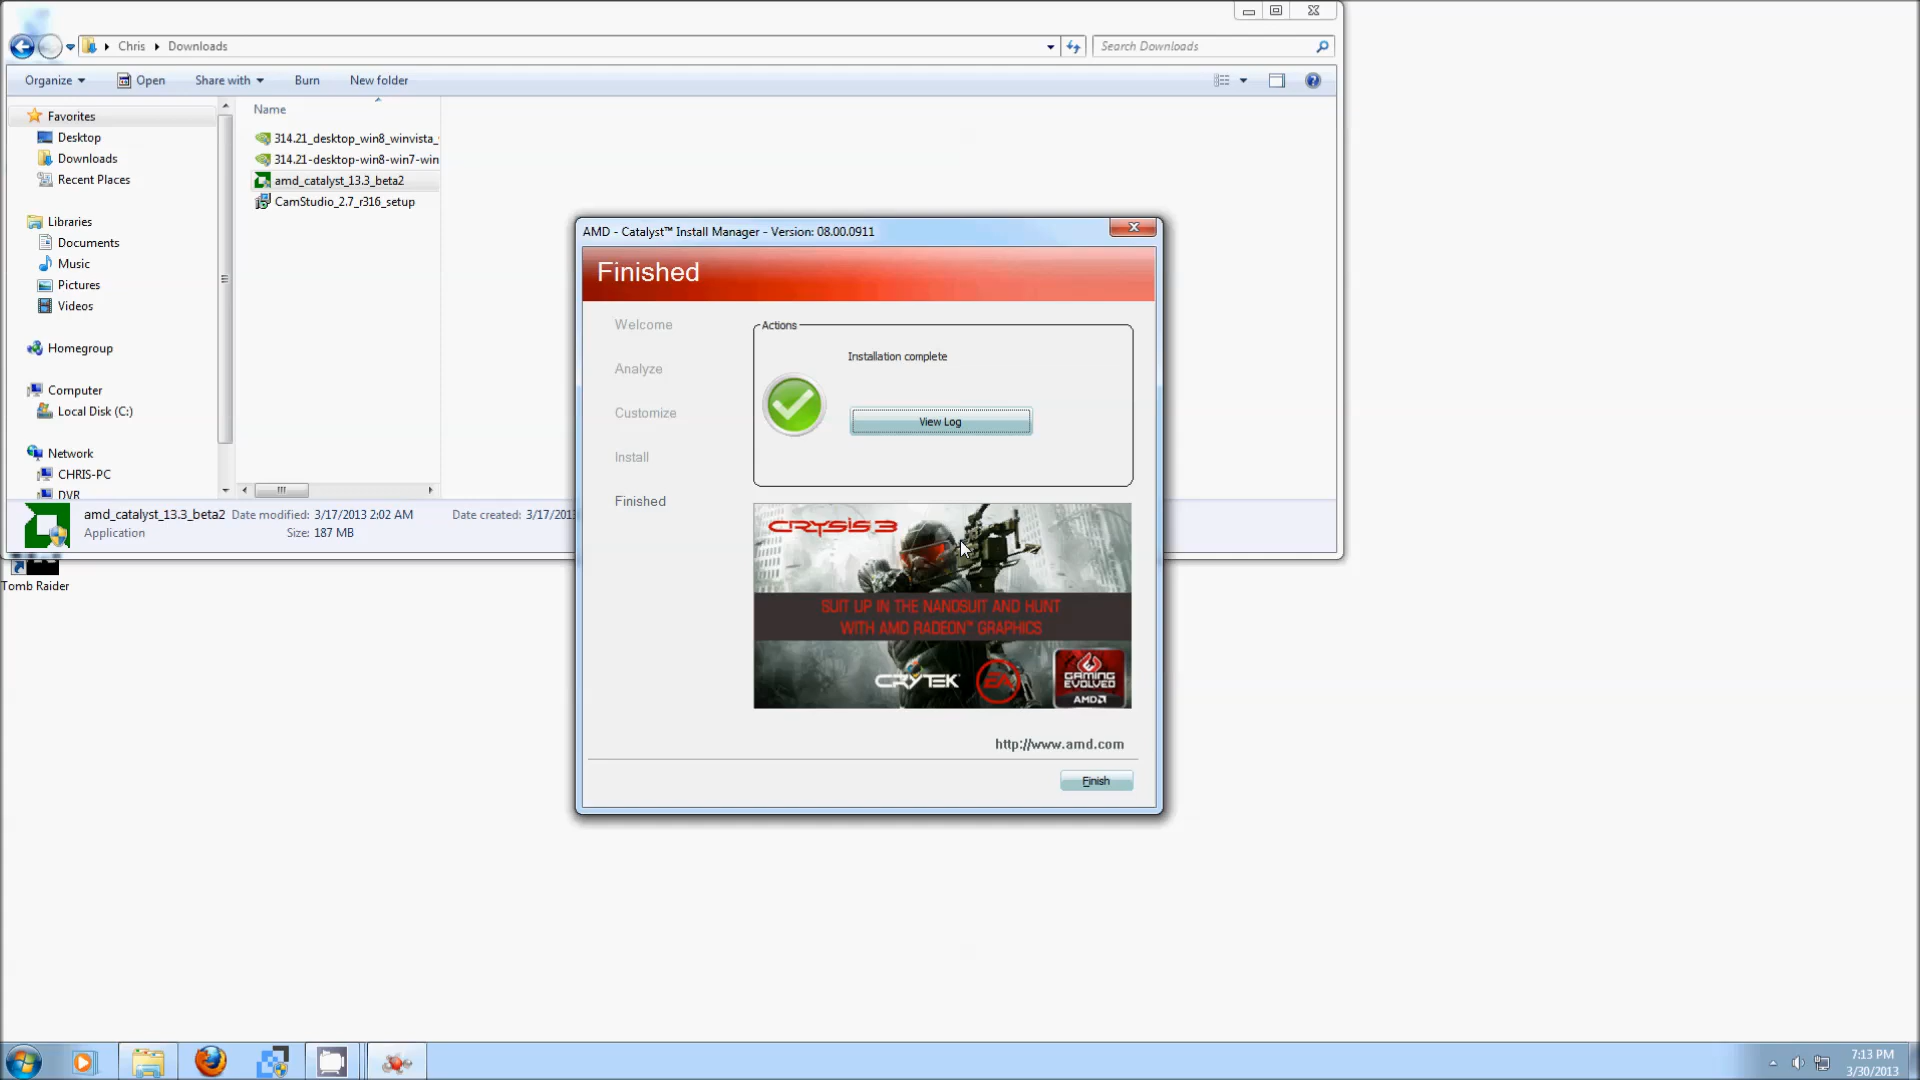 Chris
Downloads
Search Downloads
Organize
Open
Share with
Burn
New folder
Favorites
Desktop
Downloads
Recent Places
Libraries
Documents
Music
Pictures
Videos
Homegroup
Computer
Local Disk (C:)
Network
CHRIS-PC
DVR
Name
314.21_desktop_win8_winvista_
314.21-desktop-win8-win7-win
amd_catalyst_13.3_beta2
CamStudio_2.7_r316_setup
amd_catalyst_13.3_beta2 Date modified: 3/17/2013 2:02 AM Date created: 3/17/201
Application Size: 187 MB
Tomb Raider
AMD - Catalyst™ Install Manager - Version: 08.00.0911
Finished
Welcome
Analyze
Customize
Install
Finished
Actions
Installation complete
View Log
CRYSIS 3
SUIT UP IN THE NANOSUIT AND HUNT
WITH AMD RADEON™ GRAPHICS
CRYTEK
EA
GAMING
EVOLVED
AMD
http://www.amd.com
Finish
7:13 PM
3/30/2013